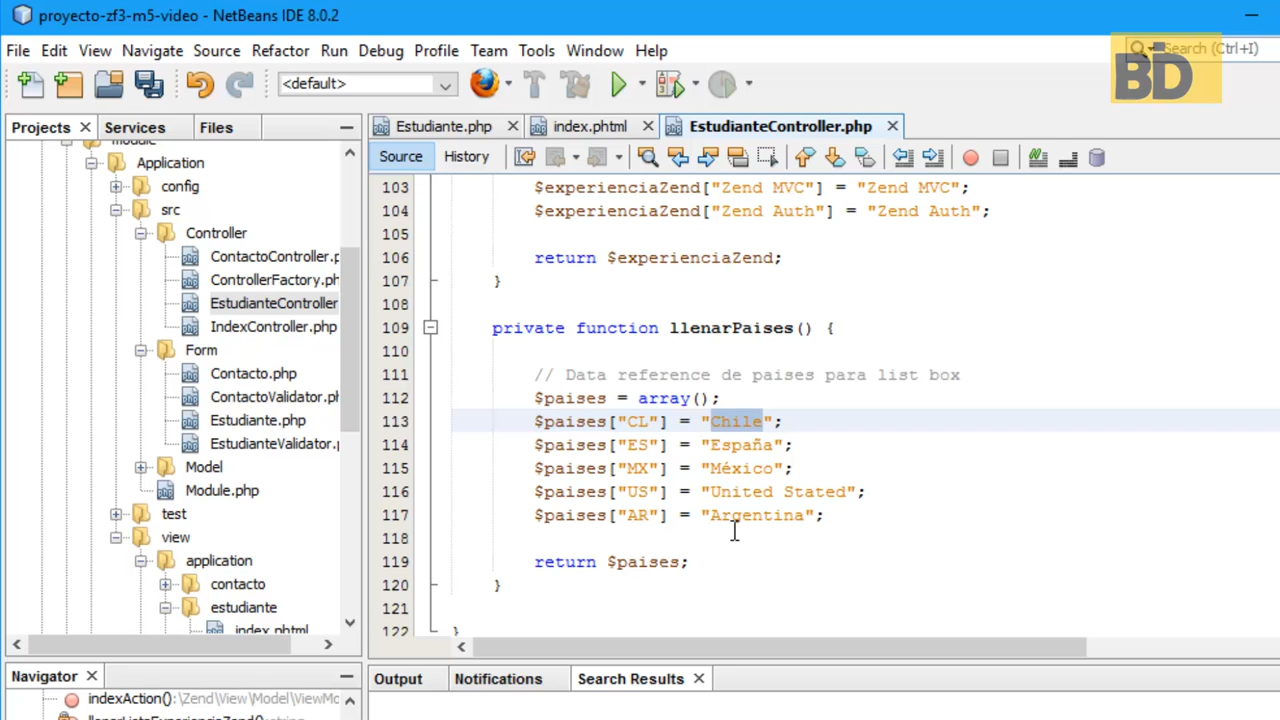 proyecto-zf3-m5-video - NetBeans IDE 8.0.2
File Edit View Navigate Source Refactor Run Debug Profile Team Tools Window Help
Search (Ctrl+I)
BD
<default>
Projects Services Files
Estudiante.php index.phtml EstudianteController.php
Source History
module
Application
config
src
Controller
ContactoController.p
ControllerFactory.ph
EstudianteController
IndexController.php
Form
Contacto.php
ContactoValidator.ph
Estudiante.php
EstudianteValidator.
Model
Module.php
test
view
application
contacto
estudiante
index.phtml
103 $experienciaZend["Zend MVC"] = "Zend MVC";
104 $experienciaZend["Zend Auth"] = "Zend Auth";
105
106 return $experienciaZend;
107 }
108
109 private function llenarPaises() {
110
111 // Data reference de paises para list box
112 $paises = array();
113 $paises["CL"] = "Chile";
114 $paises["ES"] = "España";
115 $paises["MX"] = "México";
116 $paises["US"] = "United Stated";
117 $paises["AR"] = "Argentina";
118
119 return $paises;
120 }
121
122 }
Navigator
indexAction():\Zend\View\Model\ViewMo
llenarListaExperienciaZend():string
Output Notifications Search Results